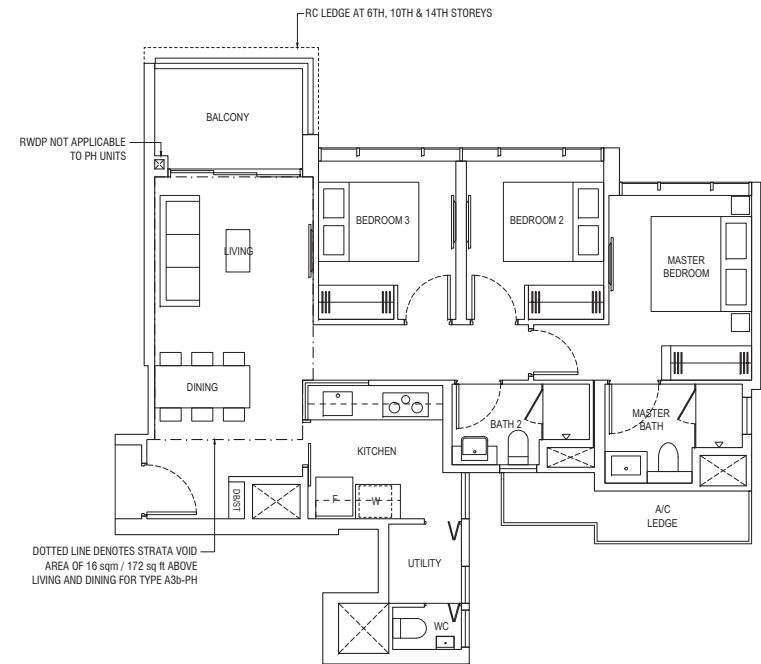 RC LEDGE AT 6TH, 10TH & 14TH STOREYS
BALCONY
RWDP NOT APPLICABLE
TO PH UNITS
LIVING
BEDROOM 3
BEDROOM 2
MASTER
BEDROOM
DINING
BATH 2
MASTER
BATH
KITCHEN
F
W
DB/ST
A/C
LEDGE
DOTTED LINE DENOTES STRATA VOID
AREA OF 16 sqm / 172 sq ft ABOVE
LIVING AND DINING FOR TYPE A3b-PH
UTILITY
WC